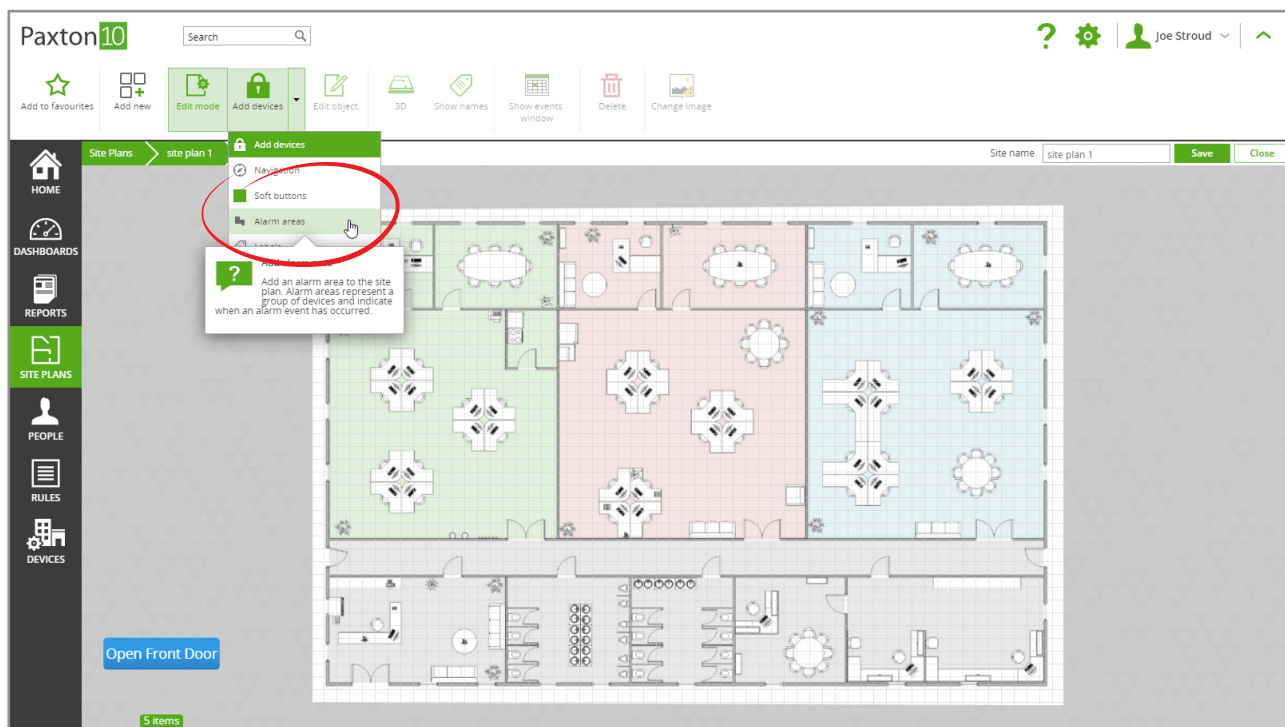 Paxton10
Search
?
Joe Stroud
Add to favourites
Add new
Edit mode
Add devices
Edit object
3D
Show names
Show events
window
Delete
Change image
Site Plans
site plan 1
Site name
site plan 1
Save
Close
Add devices
Navigation
Soft buttons
Alarm areas
Labels
?
Add an alarm area to the site
plan. Alarm areas represent a
group of devices and indicate
when an alarm event has occurred.
HOME
DASHBOARDS
REPORTS
SITE PLANS
PEOPLE
RULES
DEVICES
Open Front Door
5 items